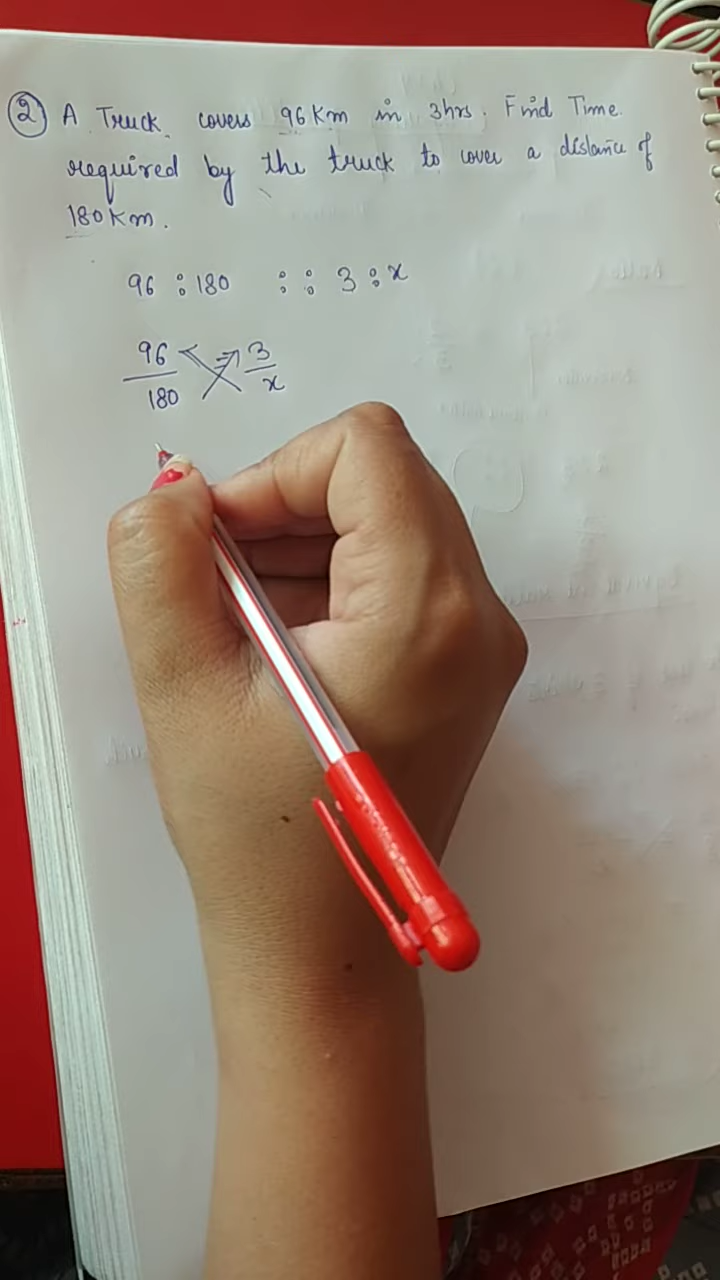 2 A Truck covers 96 Km in 3hrs. Find Time
required by the truck to cover a distance of
180 Km.
96 : 180 :: 3 : x
96 = 3
180 x